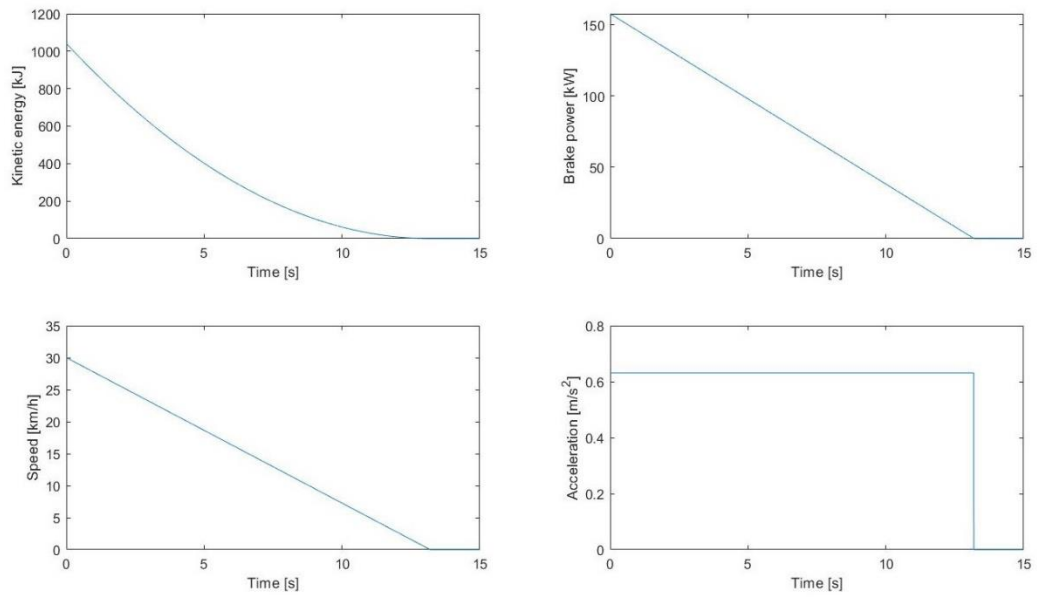 Kinetic energy [kJ]
1200
1000
800
600
400
200
0
0 5 10 15
Time [s]
Brake power [kW]
150
100
50
0
0 5 10 15
Time [s]
Speed [km/h]
35
30
25
20
15
10
5
0
0 5 10 15
Time [s]
Acceleration [m/s²]
0.8
0.6
0.4
0.2
0
0 5 10 15
Time [s]